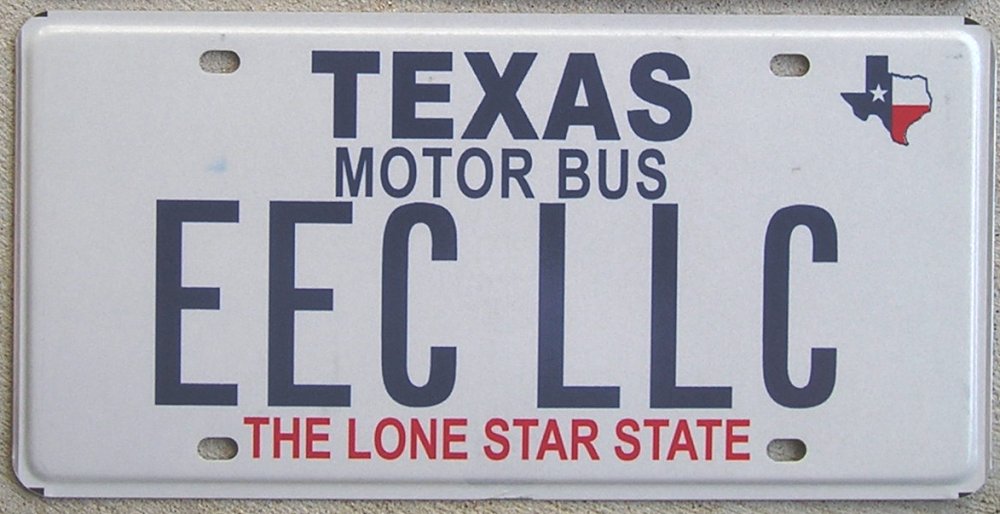 TEXAS
MOTOR BUS
EEC LLC
THE LONE STAR STATE